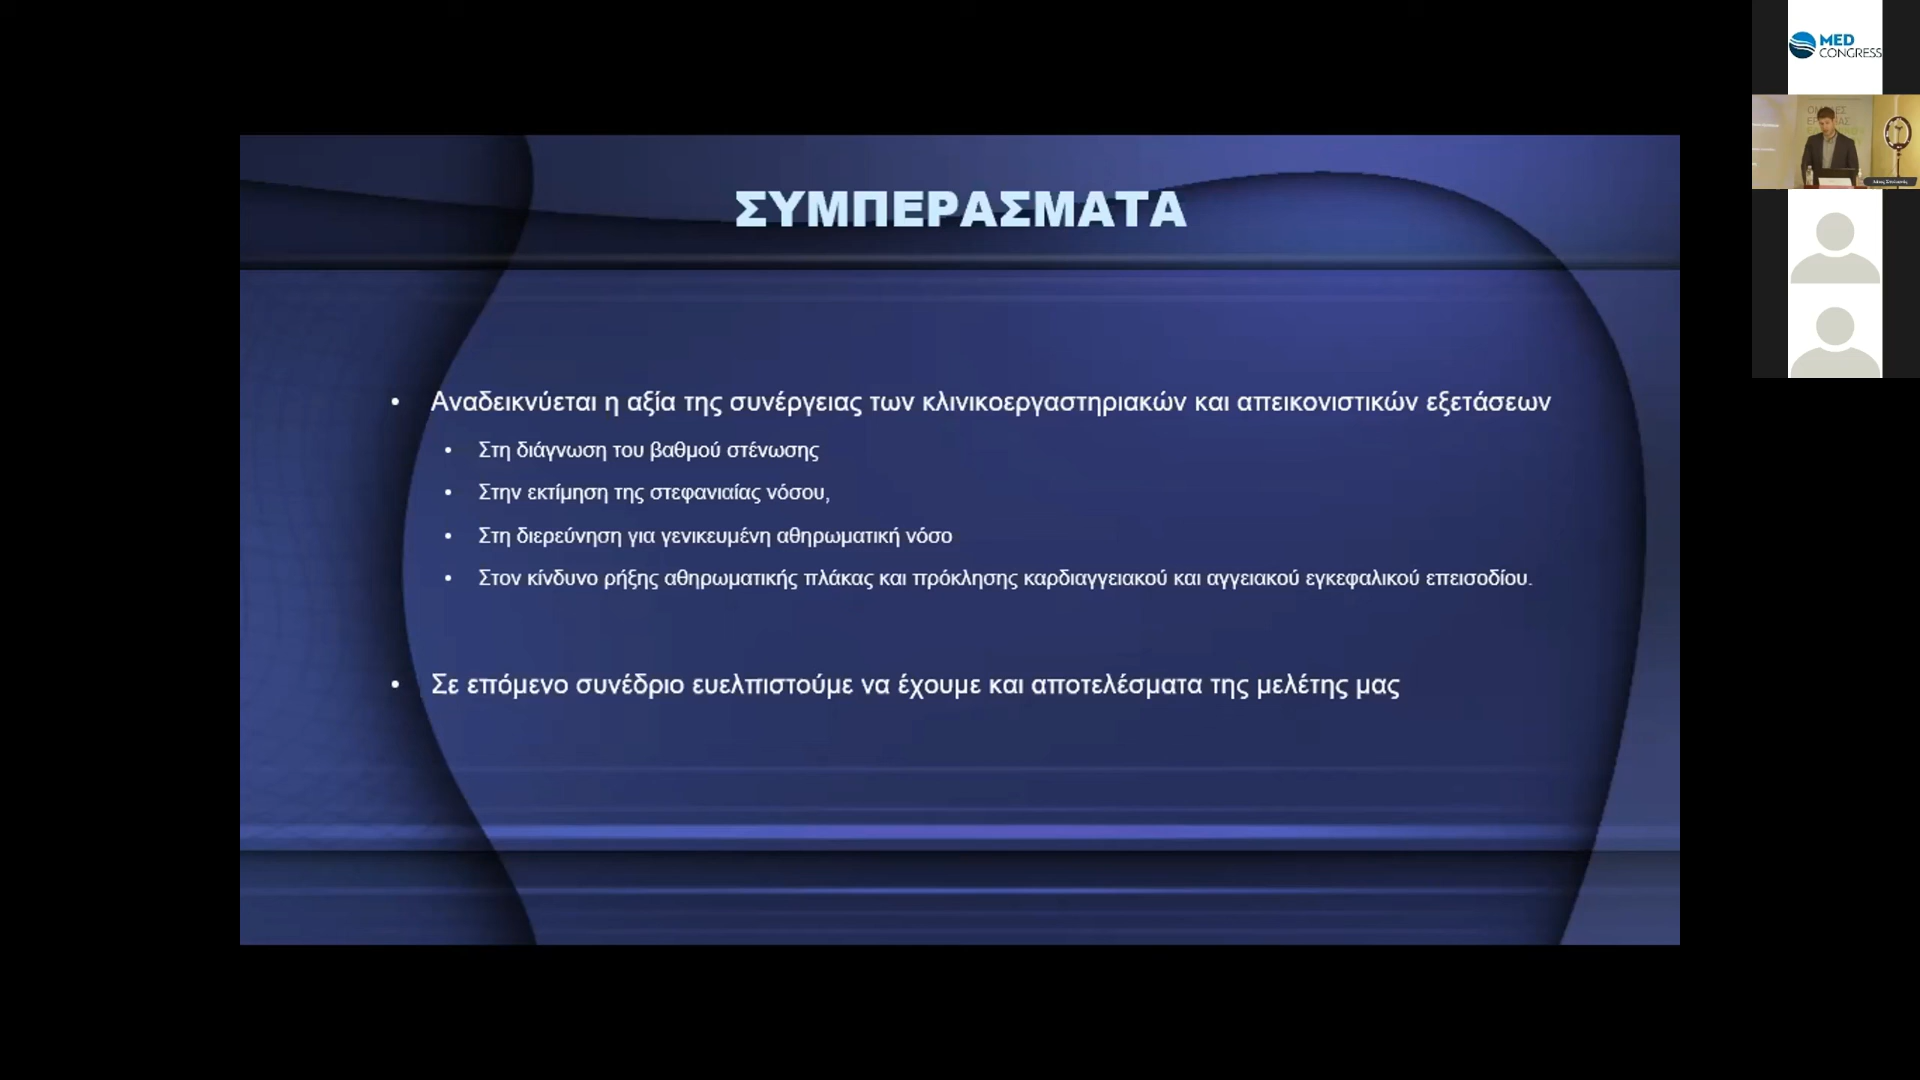 ΣΥΜΠΕΡΑΣΜΑΤΑ
• Αναδεικνύεται η αξία της συνέργειας των κλινικοεργαστηριακών και απεικονιστικών εξετάσεων
• Στη διάγνωση του βαθμού στένωσης
• Στην εκτίμηση της στεφανιαίας νόσου,
• Στη διερεύνηση για γενικευμένη αθηρωματική νόσο
• Στον κίνδυνο ρήξης αθηρωματικής πλάκας και πρόκλησης καρδιαγγειακού και αγγειακού εγκεφαλικού επεισοδίου.
• Σε επόμενο συνέδριο ευελπιστούμε να έχουμε και αποτελέσματα της μελέτης μας
MED
CONGRESS